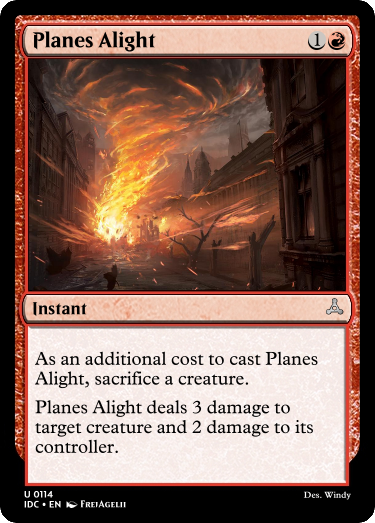 Planes Alight 1
Instant
As an additional cost to cast Planes
Alight, sacrifice a creature.
Planes Alight deals 3 damage to
target creature and 2 damage to its
controller.
U 0114
IDC • EN FreiAgelii Des. Windy